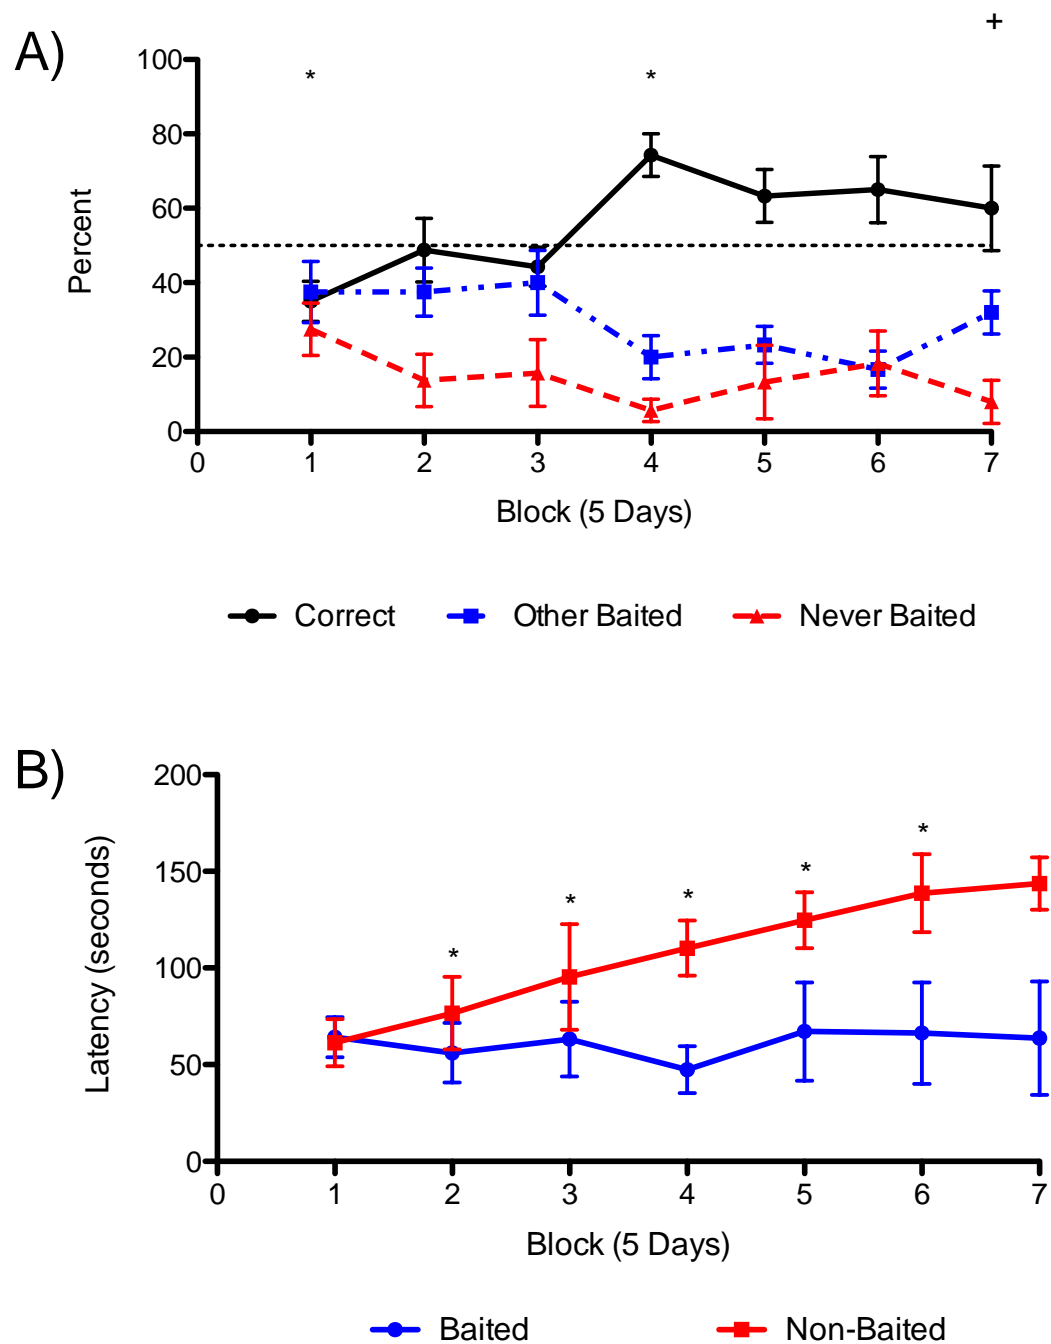 A)
+
* *
100
80
60
40
20
0
Percent
0 1 2 3 4 5 6 7
Block (5 Days)
Correct Other Baited Never Baited
B)
200
150
100
50
0
Latency (seconds)
* * * * *
0 1 2 3 4 5 6 7
Block (5 Days)
Baited Non-Baited